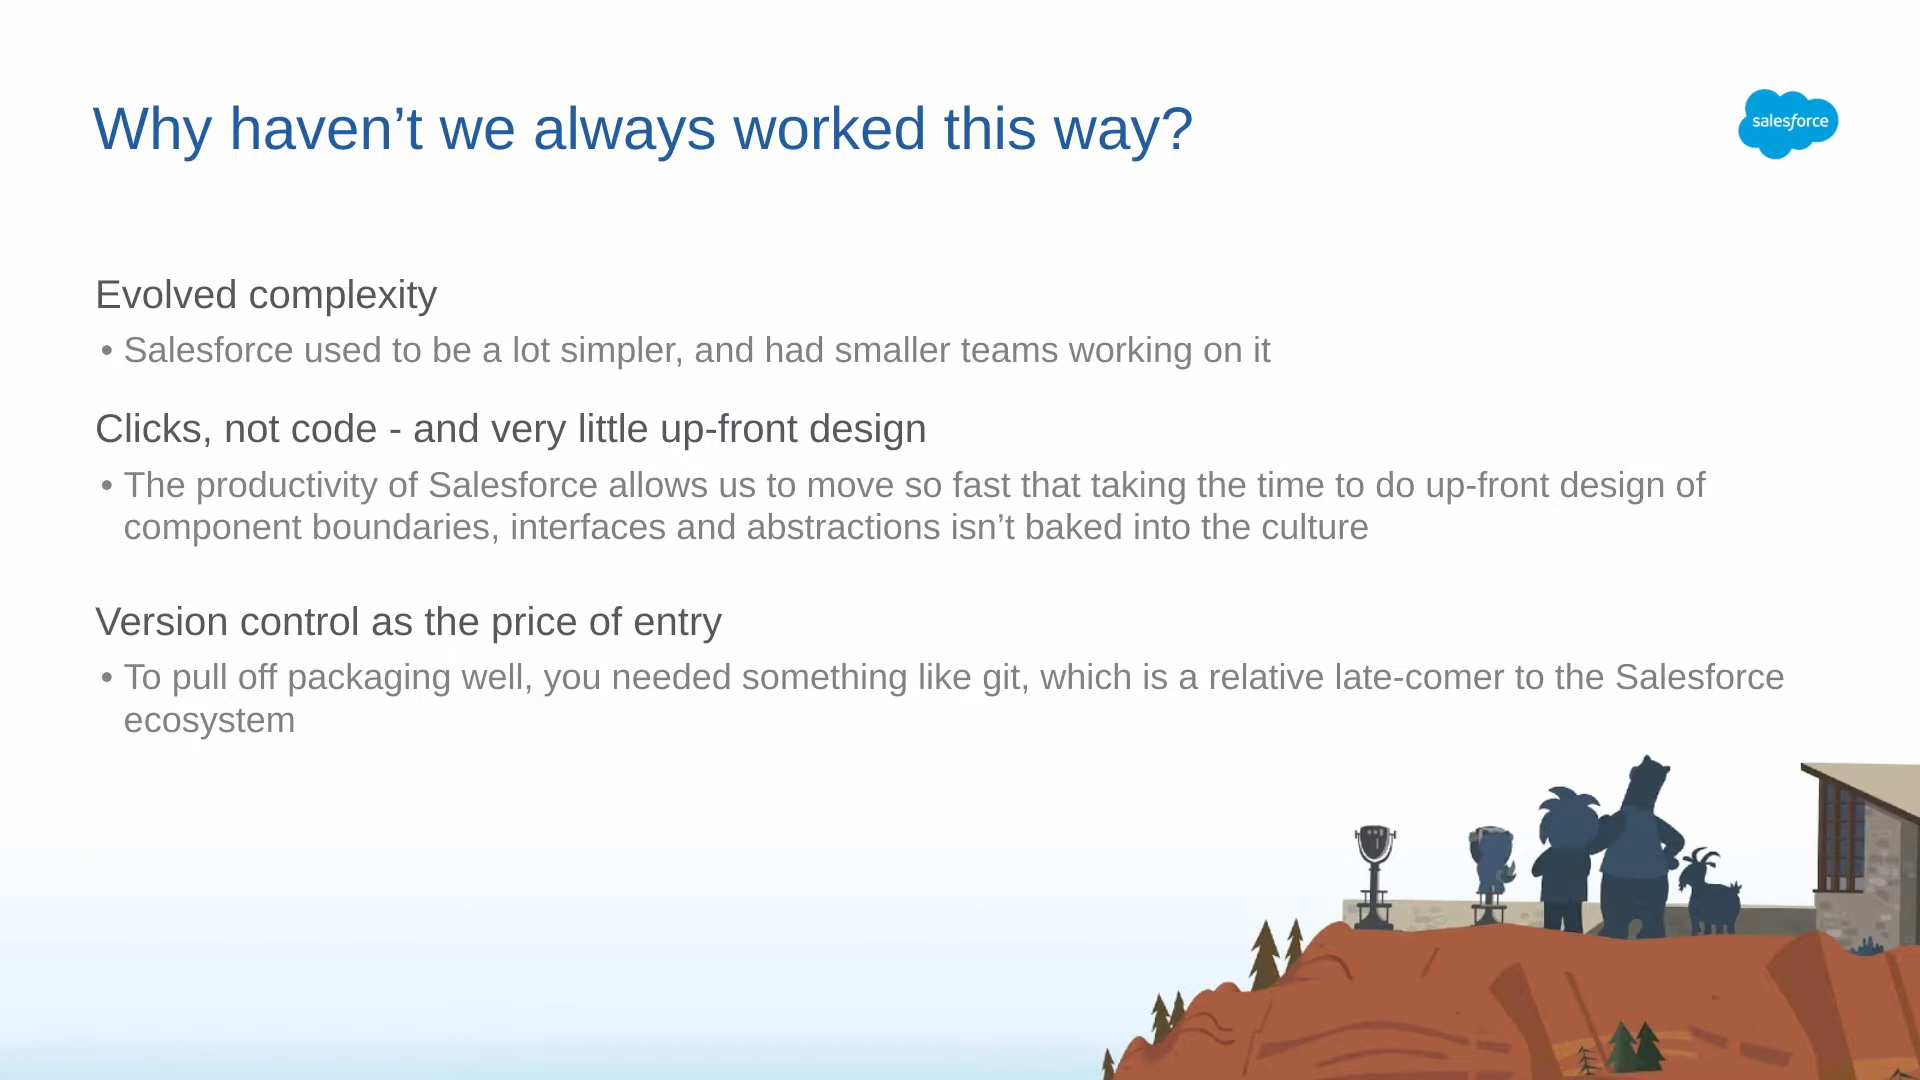 Why haven’t we always worked this way?
salesforce
Evolved complexity
• Salesforce used to be a lot simpler, and had smaller teams working on it
Clicks, not code - and very little up-front design
• The productivity of Salesforce allows us to move so fast that taking the time to do up-front design of
component boundaries, interfaces and abstractions isn’t baked into the culture
Version control as the price of entry
• To pull off packaging well, you needed something like git, which is a relative late-comer to the Salesforce
ecosystem